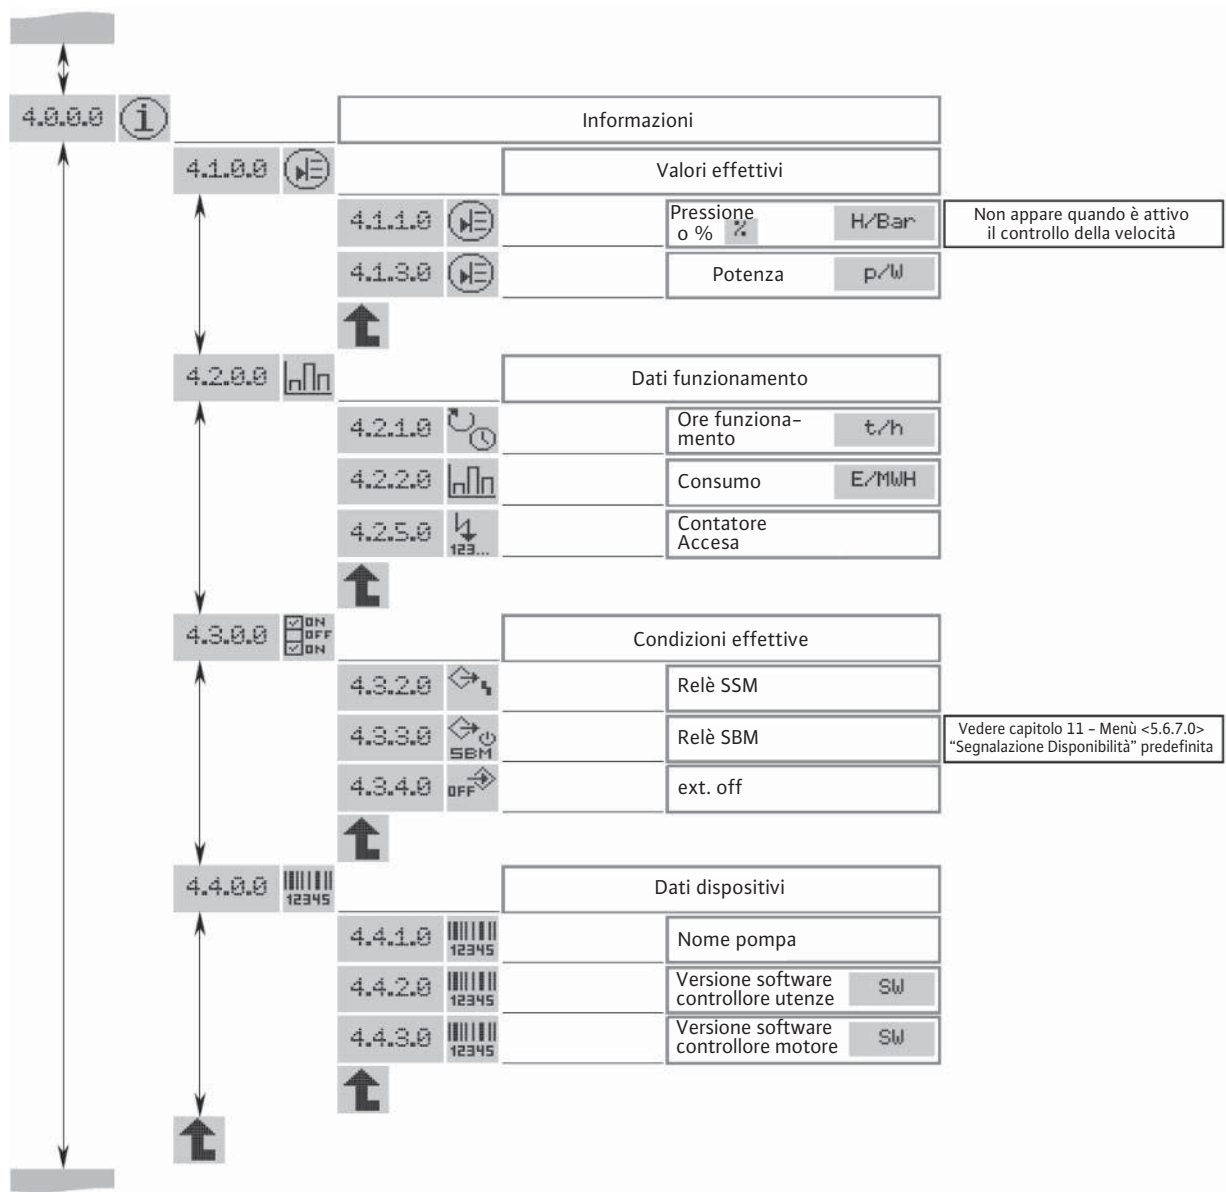 4.0.0.0 i Informazioni
4.1.0.0 Valori effettivi
4.1.1.0 Pressione
o % % H/Bar
Non appare quando è attivo
il controllo della velocità
4.1.3.0 Potenza p/W
4.2.0.0 Dati funzionamento
4.2.1.0 Ore funziona-
mento t/h
4.2.2.0 Consumo E/MWH
4.2.5.0 123... Contatore
Accesa
4.3.0.0 ON
OFF
ON
Condizioni effettive
4.3.2.0 Relè SSM
4.3.3.0 SBM Relè SBM
Vedere capitolo 11 – Menù <5.6.7.0>
“Segnalazione Disponibilità” predefinita
4.3.4.0 OFF ext. off
4.4.0.0 12345 Dati dispositivi
4.4.1.0 12345 Nome pompa
4.4.2.0 12345 Versione software
controllore utenze SW
4.4.3.0 12345 Versione software
controllore motore SW